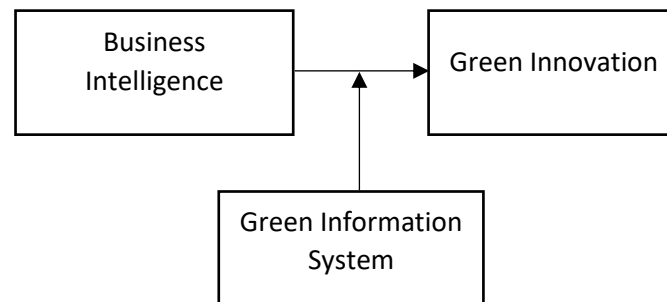 Business
Intelligence
Green Innovation
Green Information
System